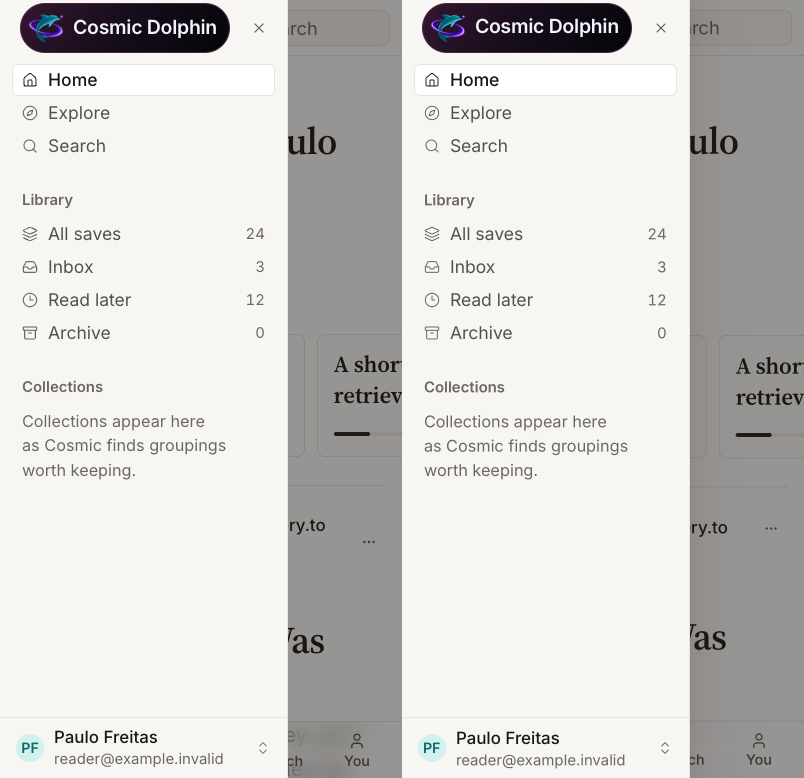 Cosmic Dolphin
Home
Explore
Search
Library
All saves 24
Inbox 3
Read later 12
Archive 0
Collections
Collections appear here
as Cosmic finds groupings
worth keeping.
PF
Paulo Freitas
reader@example.invalid
You
Cosmic Dolphin
Home
Explore
Search
Library
All saves 24
Inbox 3
Read later 12
Archive 0
Collections
Collections appear here
as Cosmic finds groupings
worth keeping.
PF
Paulo Freitas
reader@example.invalid
You